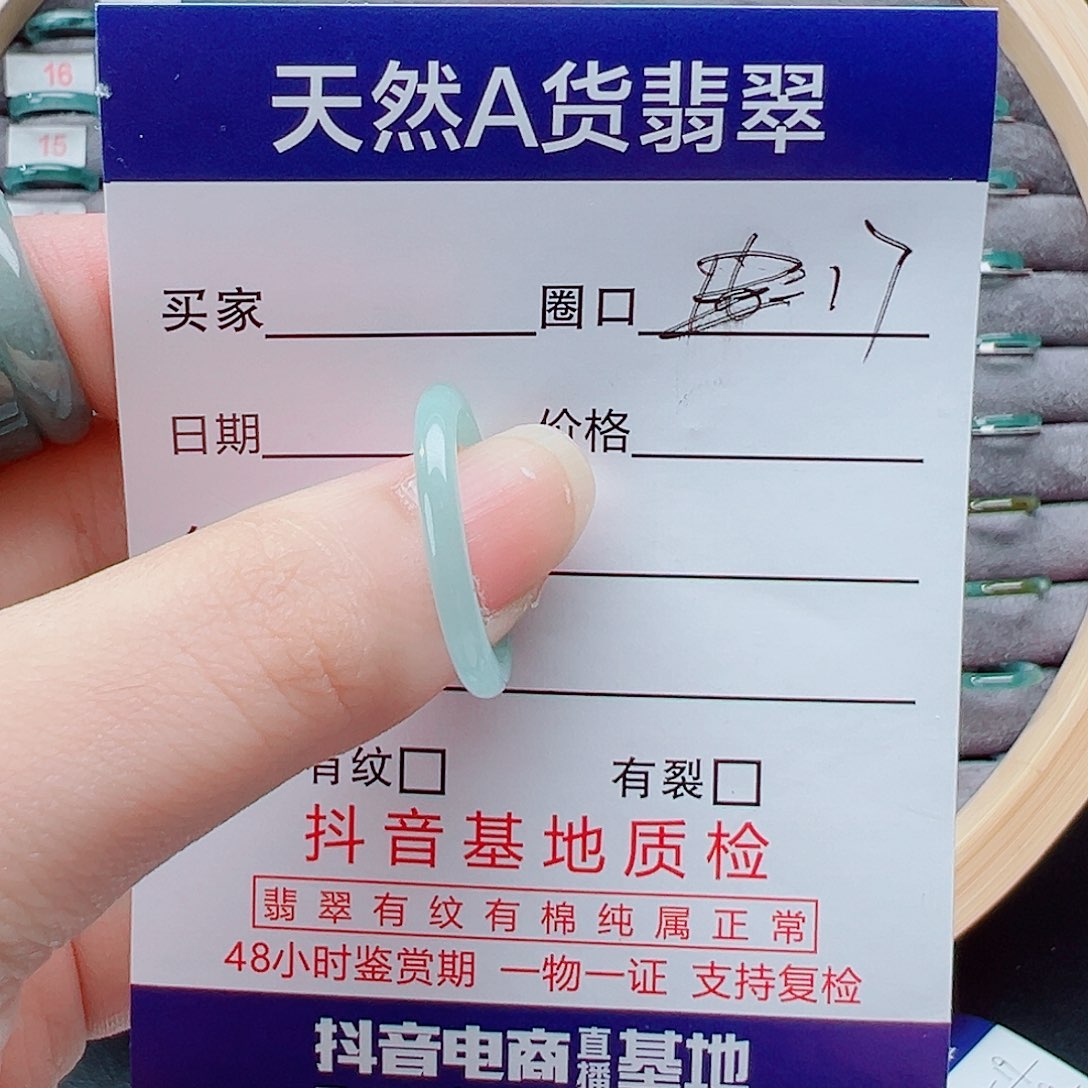 16
15
天然A货翡翠
买家 圈口 17
日期 价格
有纹□ 有裂□
抖音基地质检
翡翠有纹有棉纯属正常
48小时鉴赏期 一物一证 支持复检
抖音电商直播基地